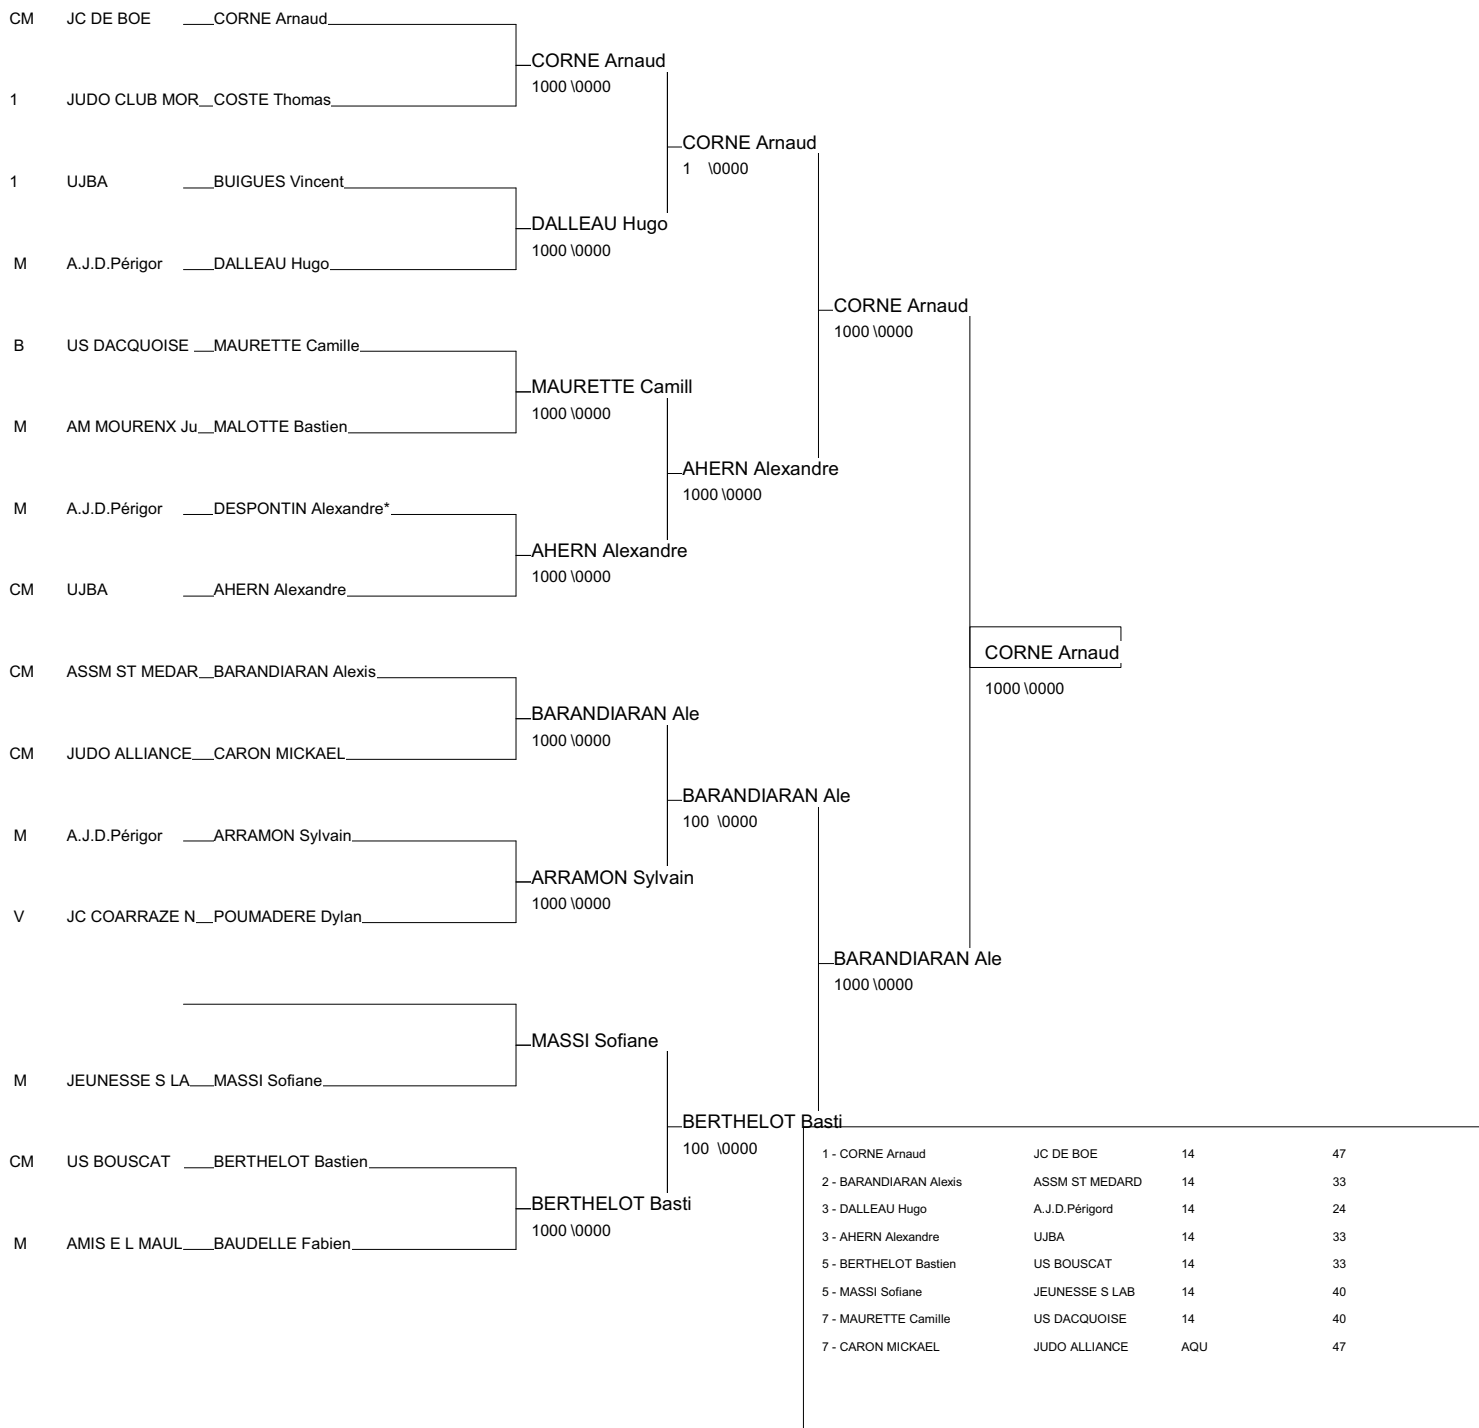 CM JC DE BOE CORNE Arnaud
CORNE Arnaud
1000 \0000
1 JUDO CLUB MOR COSTE Thomas
CORNE Arnaud
1 \0000
1 UJBA BUIGUES Vincent
DALLEAU Hugo
1000 \0000
M A.J.D.Périgor DALLEAU Hugo
CORNE Arnaud
1000 \0000
B US DACQUOISE MAURETTE Camille
MAURETTE Camill
1000 \0000
M AM MOURENX Ju MALOTTE Bastien
AHERN Alexandre
1000 \0000
M A.J.D.Périgor DESPONTIN Alexandre*
AHERN Alexandre
1000 \0000
CM UJBA AHERN Alexandre
CORNE Arnaud
1000 \0000
CM ASSM ST MEDAR BARANDIARAN Alexis
BARANDIARAN Ale
1000 \0000
CM JUDO ALLIANCE CARON MICKAEL
BARANDIARAN Ale
100 \0000
M A.J.D.Périgor ARRAMON Sylvain
ARRAMON Sylvain
1000 \0000
V JC COARRAZE N POUMADERE Dylan
BARANDIARAN Ale
1000 \0000
MASSI Sofiane
M JEUNESSE S LA MASSI Sofiane
BERTHELOT Basti
100 \0000
CM US BOUSCAT BERTHELOT Bastien
BERTHELOT Basti
1000 \0000
M AMIS E L MAUL BAUDELLE Fabien
1 - CORNE Arnaud JC DE BOE 14 47
2 - BARANDIARAN Alexis ASSM ST MEDARD 14 33
3 - DALLEAU Hugo A.J.D.Périgord 14 24
3 - AHERN Alexandre UJBA 14 33
5 - BERTHELOT Bastien US BOUSCAT 14 33
5 - MASSI Sofiane JEUNESSE S LAB 14 40
7 - MAURETTE Camille US DACQUOISE 14 40
7 - CARON MICKAEL JUDO ALLIANCE AQU 47